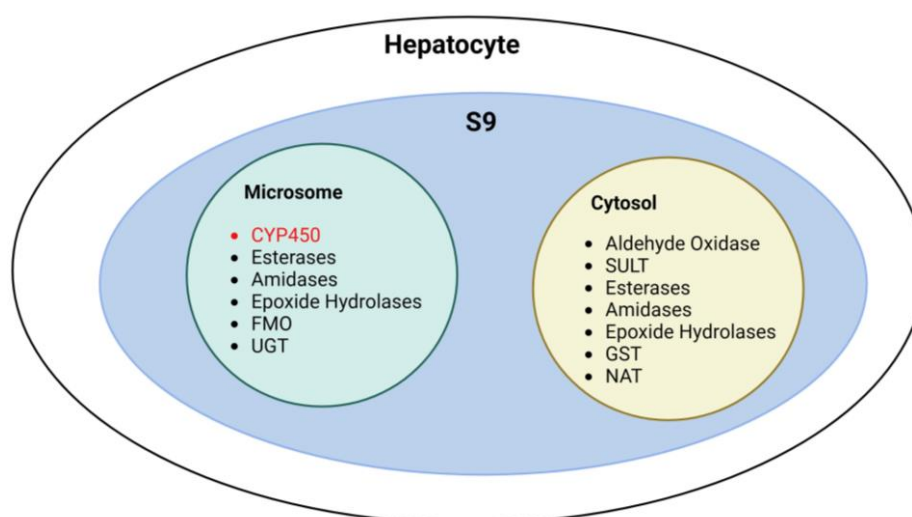 Hepatocyte
S9
Microsome
• CYP450
• Esterases
• Amidases
• Epoxide Hydrolases
• FMO
• UGT
Cytosol
• Aldehyde Oxidase
• SULT
• Esterases
• Amidases
• Epoxide Hydrolases
• GST
• NAT